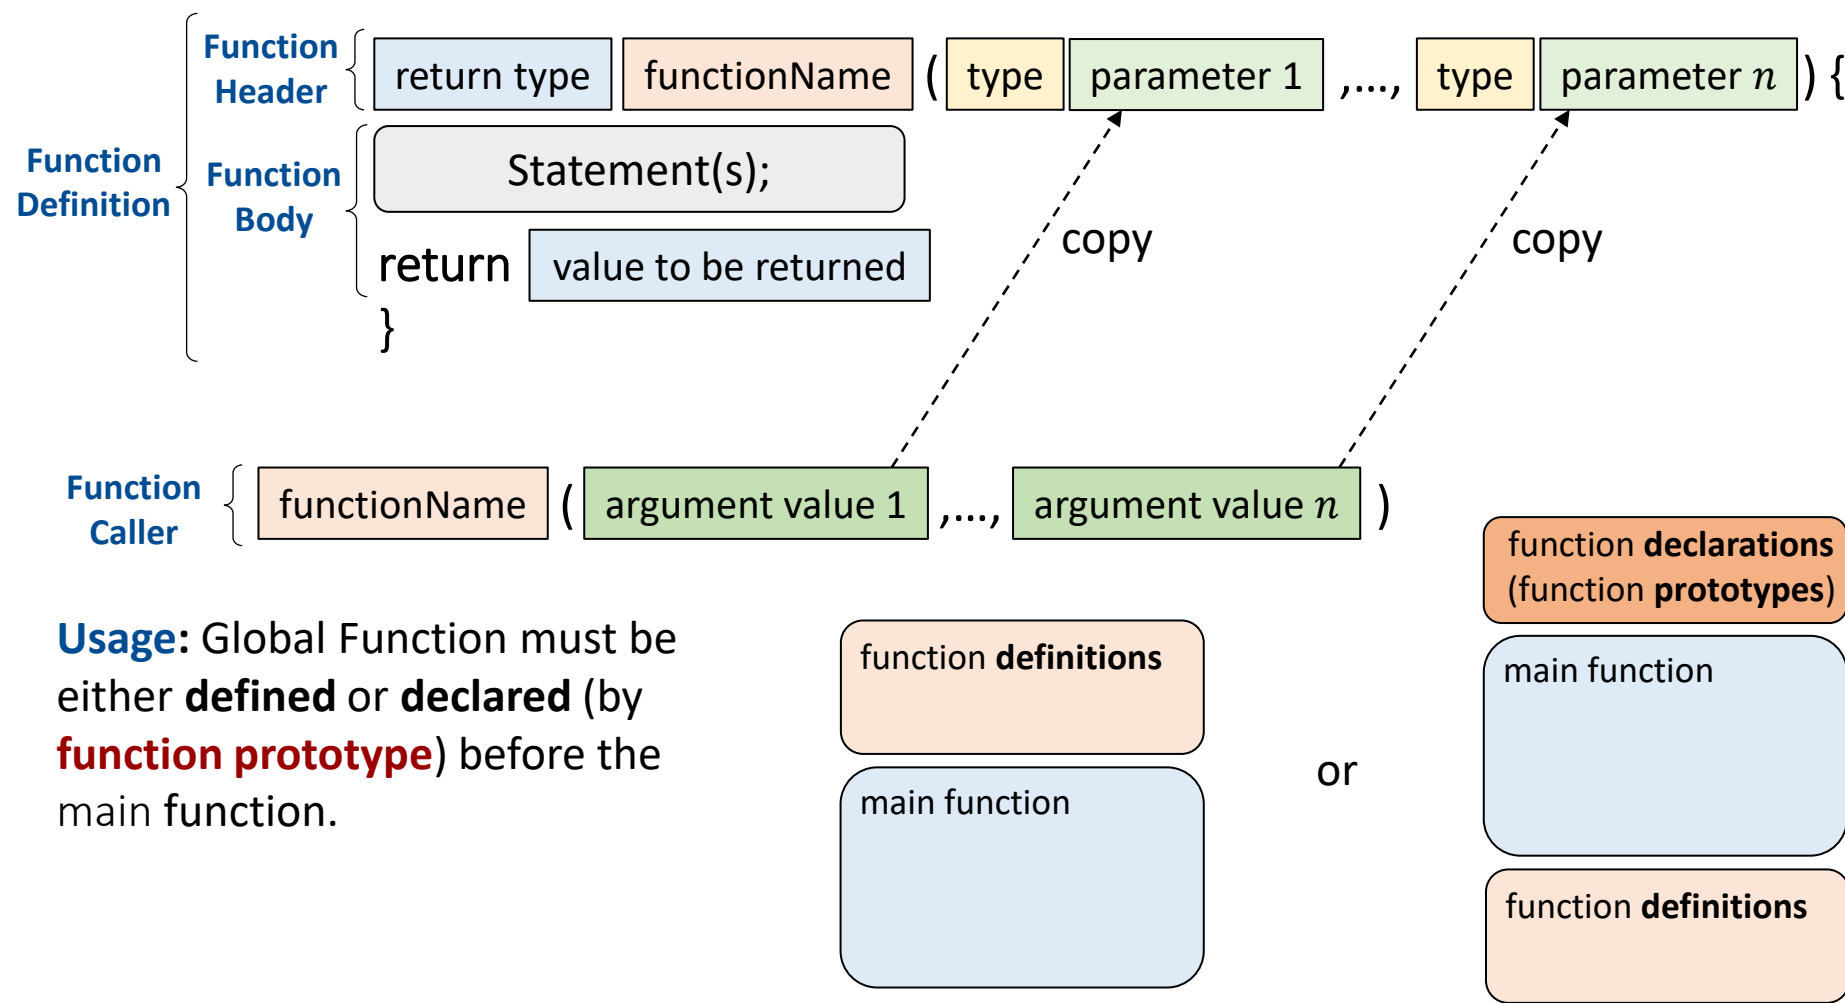 Function
Header
return type functionName ( type parameter 1 ,…, type parameter n ) {
Function
Definition
Function
Body
Statement(s);
return value to be returned
}
copy
copy
Function
Caller
functionName ( argument value 1 ,…, argument value n )
Usage: Global Function must be
either defined or declared (by
function prototype) before the
main function.
function definitions
main function
or
function declarations
(function prototypes)
main function
function definitions